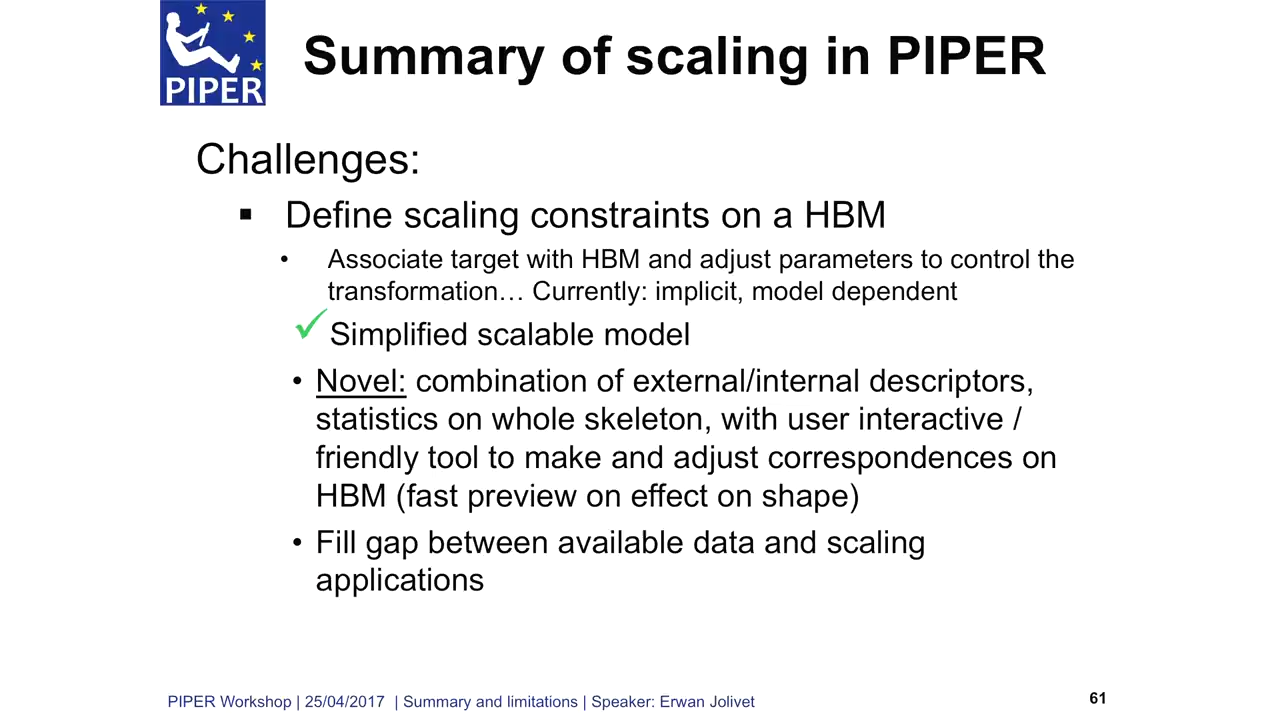 PIPER
Summary of scaling in PIPER
Challenges:
▪ Define scaling constraints on a HBM
• Associate target with HBM and adjust parameters to control the
transformation… Currently: implicit, model dependent
✓Simplified scalable model
• Novel: combination of external/internal descriptors,
statistics on whole skeleton, with user interactive /
friendly tool to make and adjust correspondences on
HBM (fast preview on effect on shape)
• Fill gap between available data and scaling
applications
PIPER Workshop | 25/04/2017 | Summary and limitations | Speaker: Erwan Jolivet
61